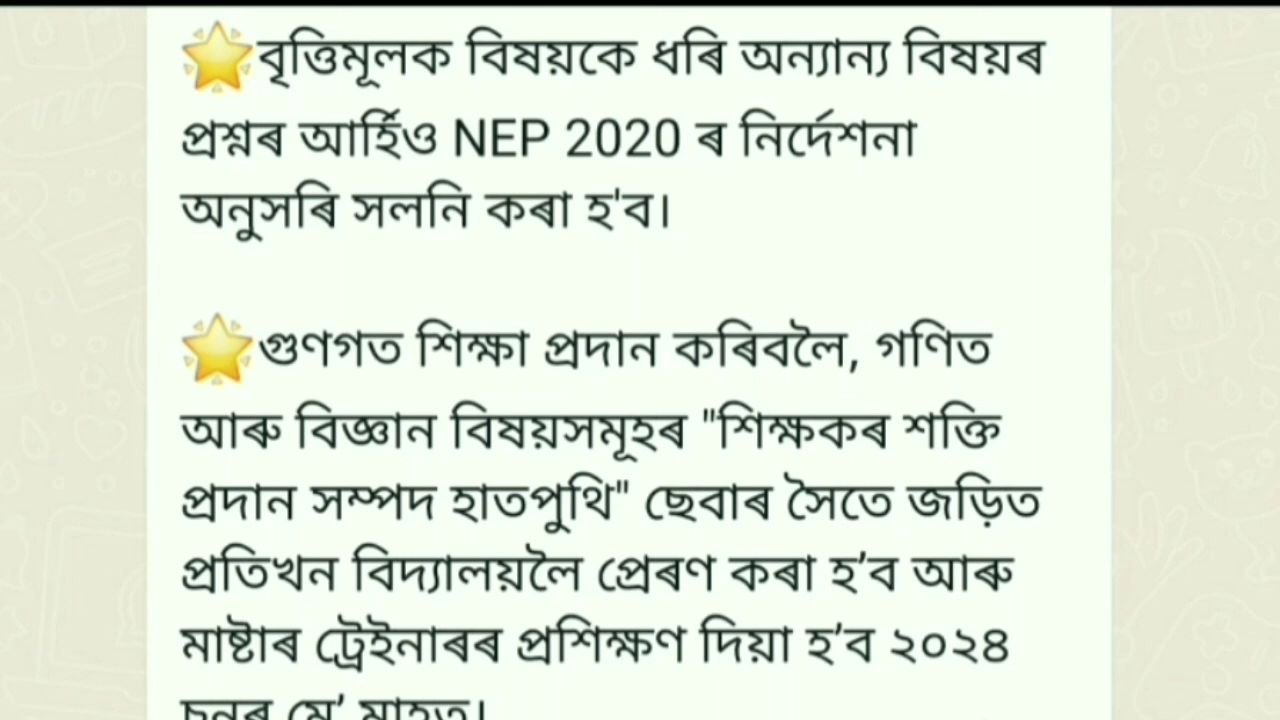 🌟বৃত্তিমূলক বিষয়কে ধৰি অন্যান্য বিষয়ৰ
প্ৰশ্নৰ আৰ্হিও NEP 2020 ৰ নিৰ্দেশনা
অনুসৰি সলনি কৰা হ'ব।
🌟গুণগত শিক্ষা প্ৰদান কৰিবলৈ, গণিত
আৰু বিজ্ঞান বিষয়সমূহৰ "শিক্ষকৰ শক্তি
প্ৰদান সম্পদ হাতপুথি" ছেবাৰ সৈতে জড়িত
প্ৰতিখন বিদ্যালয়লৈ প্ৰেৰণ কৰা হ’ব আৰু
মাষ্টাৰ ট্ৰেইনাৰৰ প্ৰশিক্ষণ দিয়া হ’ব ২০২৪
চনৰ মে’ মাহত।